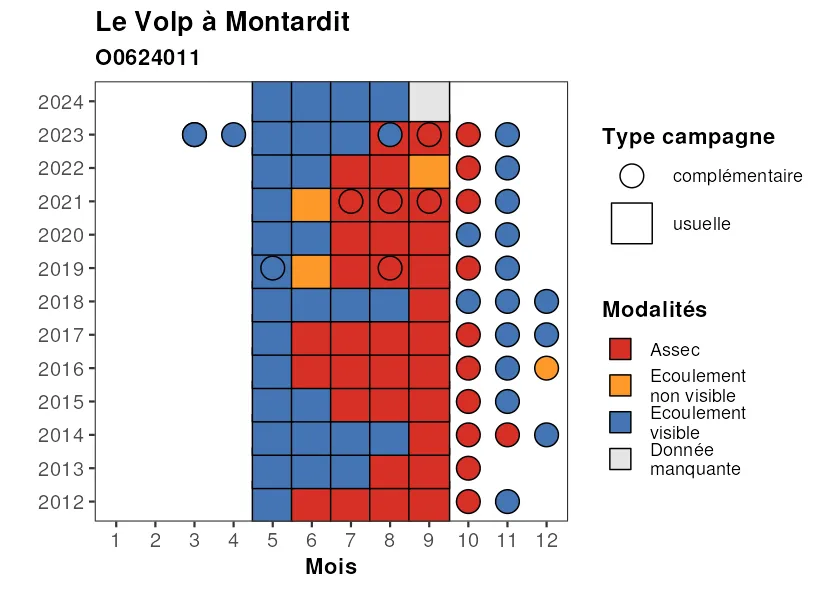 Le Volp à Montardit
O0624011
2024
2023
2022
2021
2020
2019
2018
2017
2016
2015
2014
2013
2012
1 2 3 4 5 6 7 8 9 10 11 12
Mois
Type campagne
complémentaire
usuelle
Modalités
Assec
Ecoulement
non visible
Ecoulement
visible
Donnée
manquante